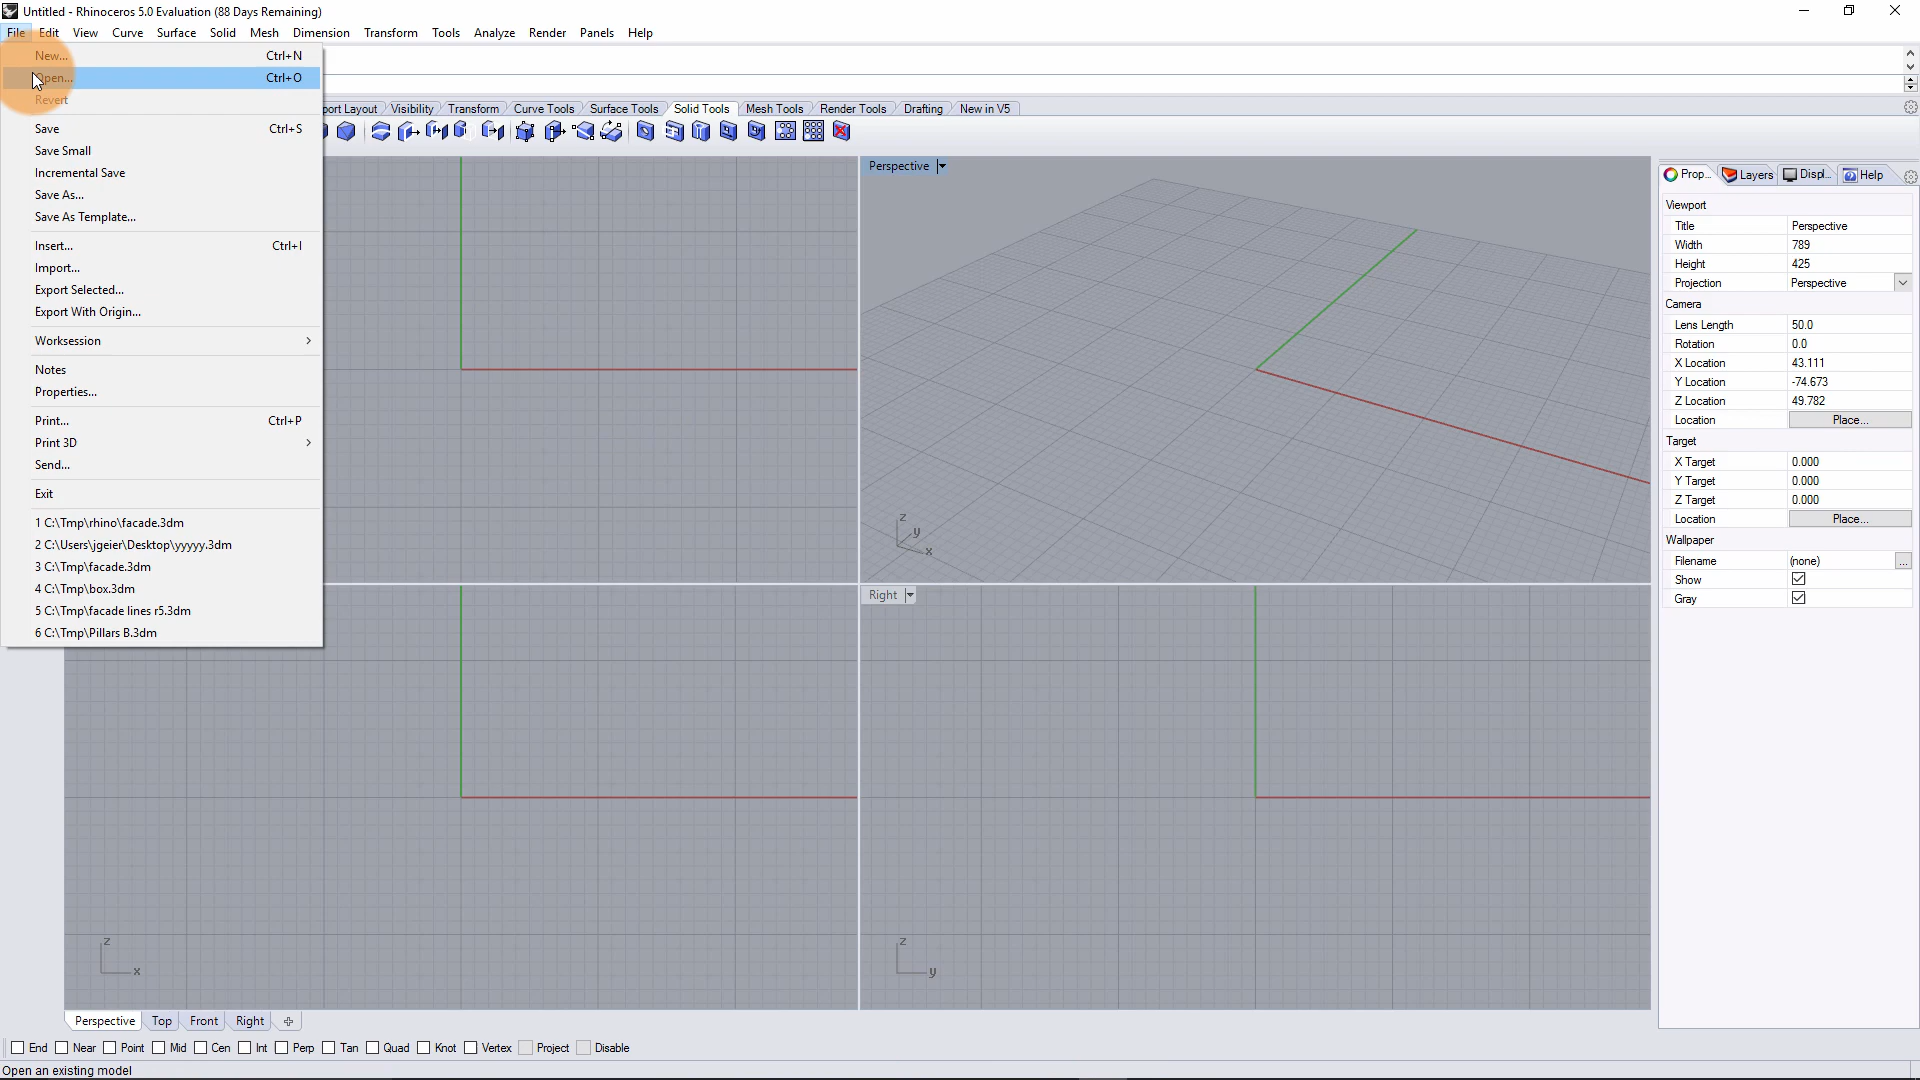 Untitled - Rhinoceros 5.0 Evaluation (88 Days Remaining)
File Edit View Curve Surface Solid Mesh Dimension Transform Tools Analyze Render Panels Help
New... Ctrl+N
Open... Ctrl+O
Revert
Save Ctrl+S
Save Small
Incremental Save
Save As...
Save As Template...
Insert... Ctrl+I
Import...
Export Selected...
Export With Origin...
Worksession
Notes
Properties...
Print... Ctrl+P
Print 3D
Send...
Exit
1 C:\Tmp\rhino\facade.3dm
2 C:\Users\jgeier\Desktop\yyyyy.3dm
3 C:\Tmp\facade.3dm
4 C:\Tmp\box.3dm
5 C:\Tmp\facade lines r5.3dm
6 C:\Tmp\Pillars B.3dm
port Layout Visibility Transform Curve Tools Surface Tools Solid Tools Mesh Tools Render Tools Drafting New in V5
Perspective
z
y
x
Right
z
x
z
y
Prop... Layers Displ... Help
Viewport
Title Perspective
Width 789
Height 425
Projection Perspective
Camera
Lens Length 50.0
Rotation 0.0
X Location 43.111
Y Location -74.673
Z Location 49.782
Location Place...
Target
X Target 0.000
Y Target 0.000
Z Target 0.000
Location Place...
Wallpaper
Filename (none) ...
Show
Gray
Perspective Top Front Right
End Near Point Mid Cen Int Perp Tan Quad Knot Vertex Project Disable
Open an existing model